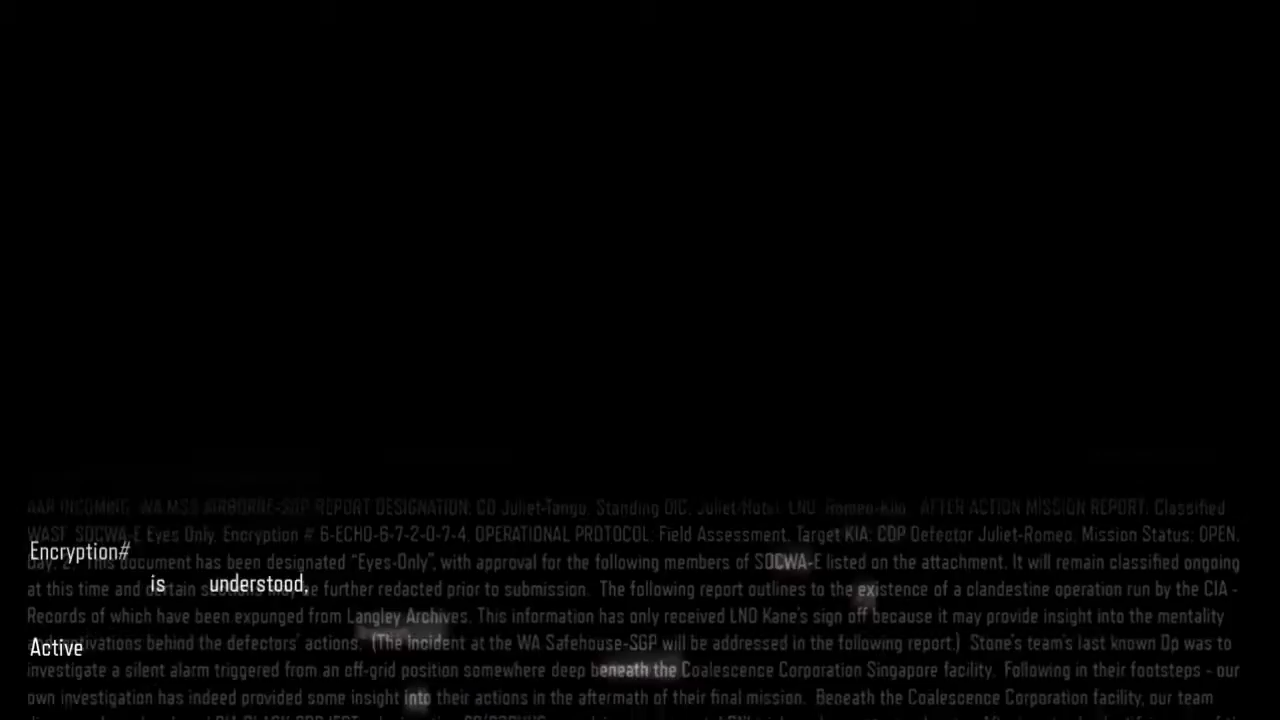 AAR INCOMING: WA MSS AIRBORNE-SGP REPORT DESIGNATION: CO Juliet-Tango, Standing OIC: Juliet-Hotel LNO: Romeo-Kilo. AFTER ACTION MISSION REPORT: Classified
WASF SOCWA-E Eyes Only, Encryption # 6-ECHO-6-7-2-0-7-4. OPERATIONAL PROTOCOL: Field Assessment, Target KIA: CDP Defector Juliet-Romeo. Mission Status: OPEN.
Encryption#
Day: 27 This document has been designated “Eyes-Only”, with approval for the following members of SOCWA-E listed on the attachment. It will remain classified ongoing
is understood,
at this time and certain sections may be further redacted prior to submission. The following report outlines to the existence of a clandestine operation run by the CIA -
Records of which have been expunged from Langley Archives. This information has only received LNO Kane's sign off because it may provide insight into the mentality
Active
motivations behind the defectors' actions. (The Incident at the WA Safehouse-SGP will be addressed in the following report.) Stone's team's last known Op was to
investigate a silent alarm triggered from an off-grid position somewhere deep beneath the Coalescence Corporation Singapore facility. Following in their footsteps - our
own investigation has indeed provided some insight into their actions in the aftermath of their final mission. Beneath the Coalescence Corporation facility, our team